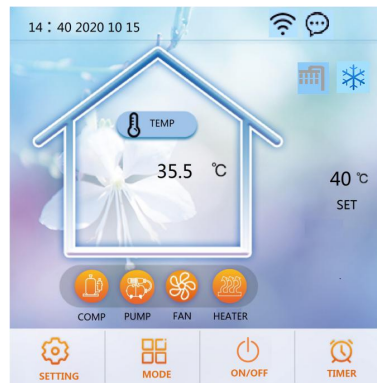 14：40 2020 10 15
TEMP
35.5 ℃
40 ℃
SET
COMP PUMP FAN HEATER
SETTING MODE ON/OFF TIMER